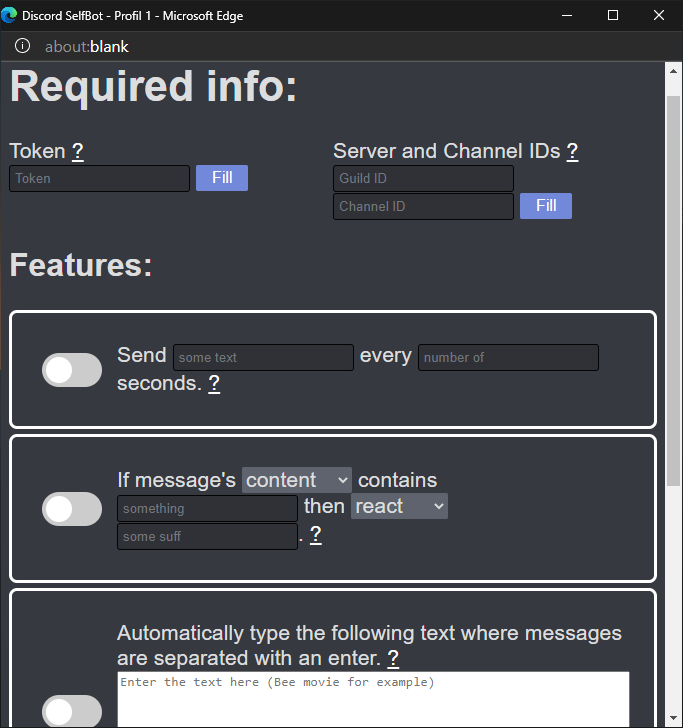 Discord SelfBot - Profil 1 - Microsoft Edge
about:blank
Required info:
Token ?
Token
Fill
Server and Channel IDs ?
Guild ID
Channel ID
Fill
Features:
Send some text every number of
seconds. ?
If message's content contains
something then react
some suff . ?
Automatically type the following text where messages
are separated with an enter. ?
Enter the text here (Bee movie for example)